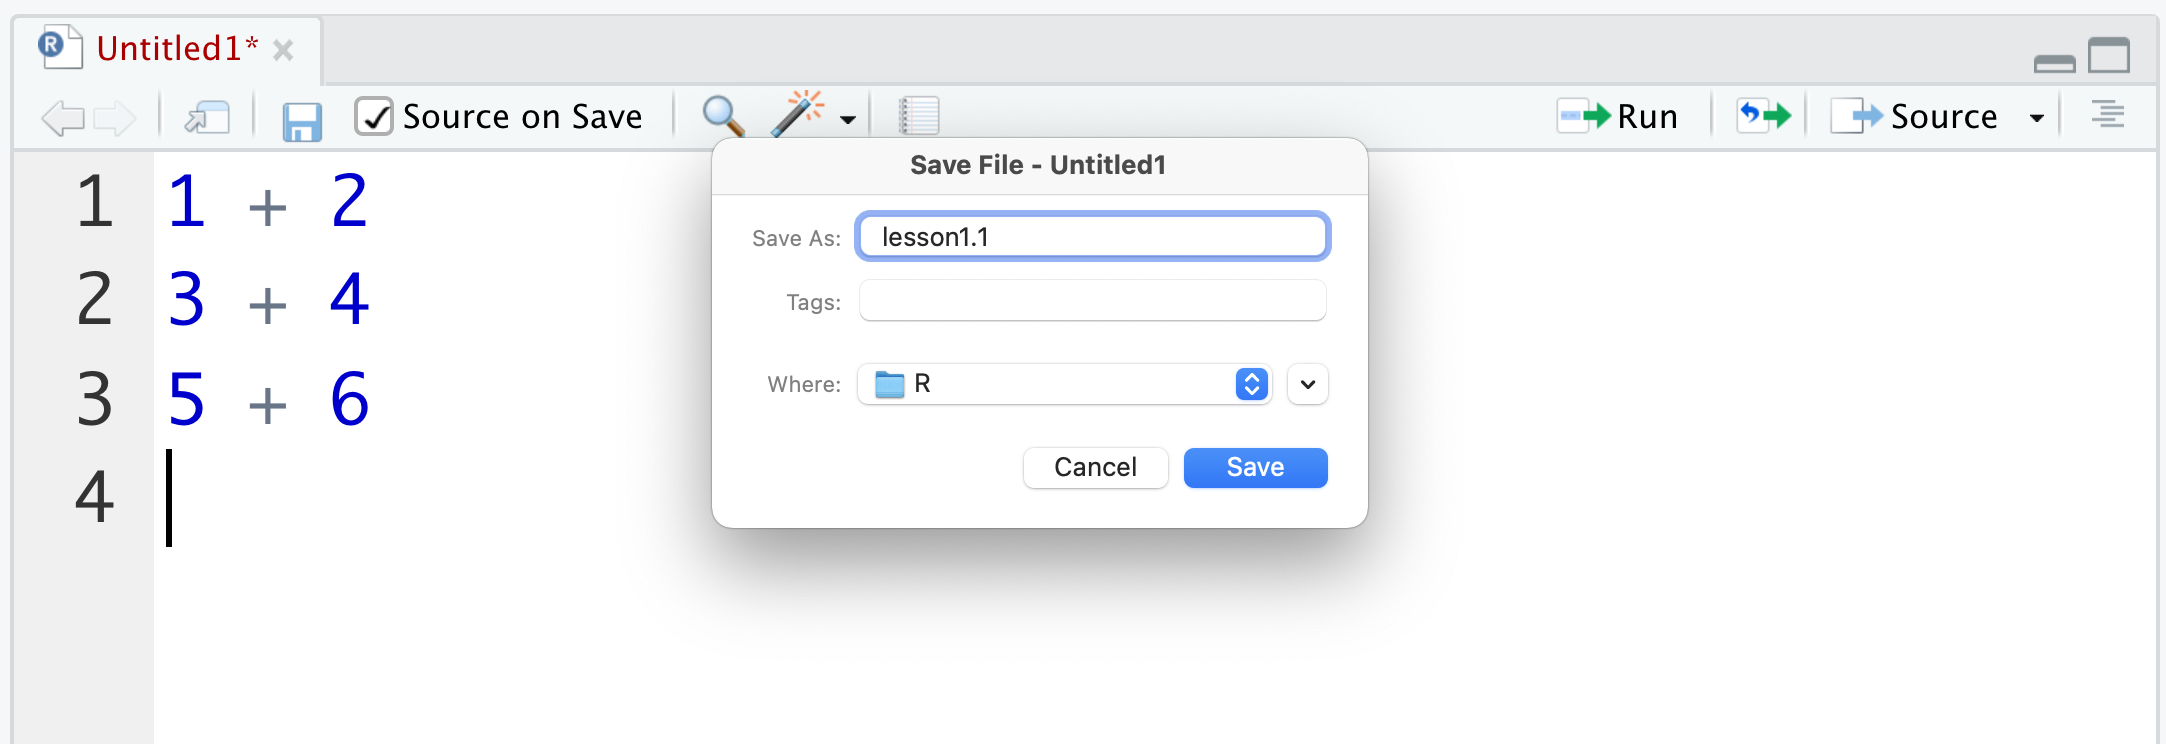 R Untitled1*
Source on Save
Run
Source
1 1 + 2
2 3 + 4
3 5 + 6
4
Save File - Untitled1
Save As: lesson1.1
Tags:
Where: R
Cancel Save